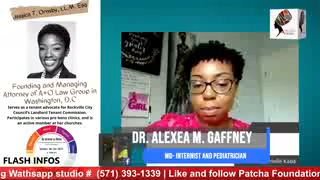 Jessica T. Ornsby, LL.M. Esq
Founding and Managing
Attorney of A+O Law Group in
Washington, D.C
Serves as a tenant advocate for Rockville City
Council's Landlord Tenant Commission.
Participates in various pro bono clinics, and is
an active member of her churches.
FLASH INFOS
GIRL
DR. ALEXEA M. GAFFNEY
MD- INTERNIST AND PEDIATRICIAN
g Wathsapp studio # (571) 393-1339 | Like and follow Patcha Foundation